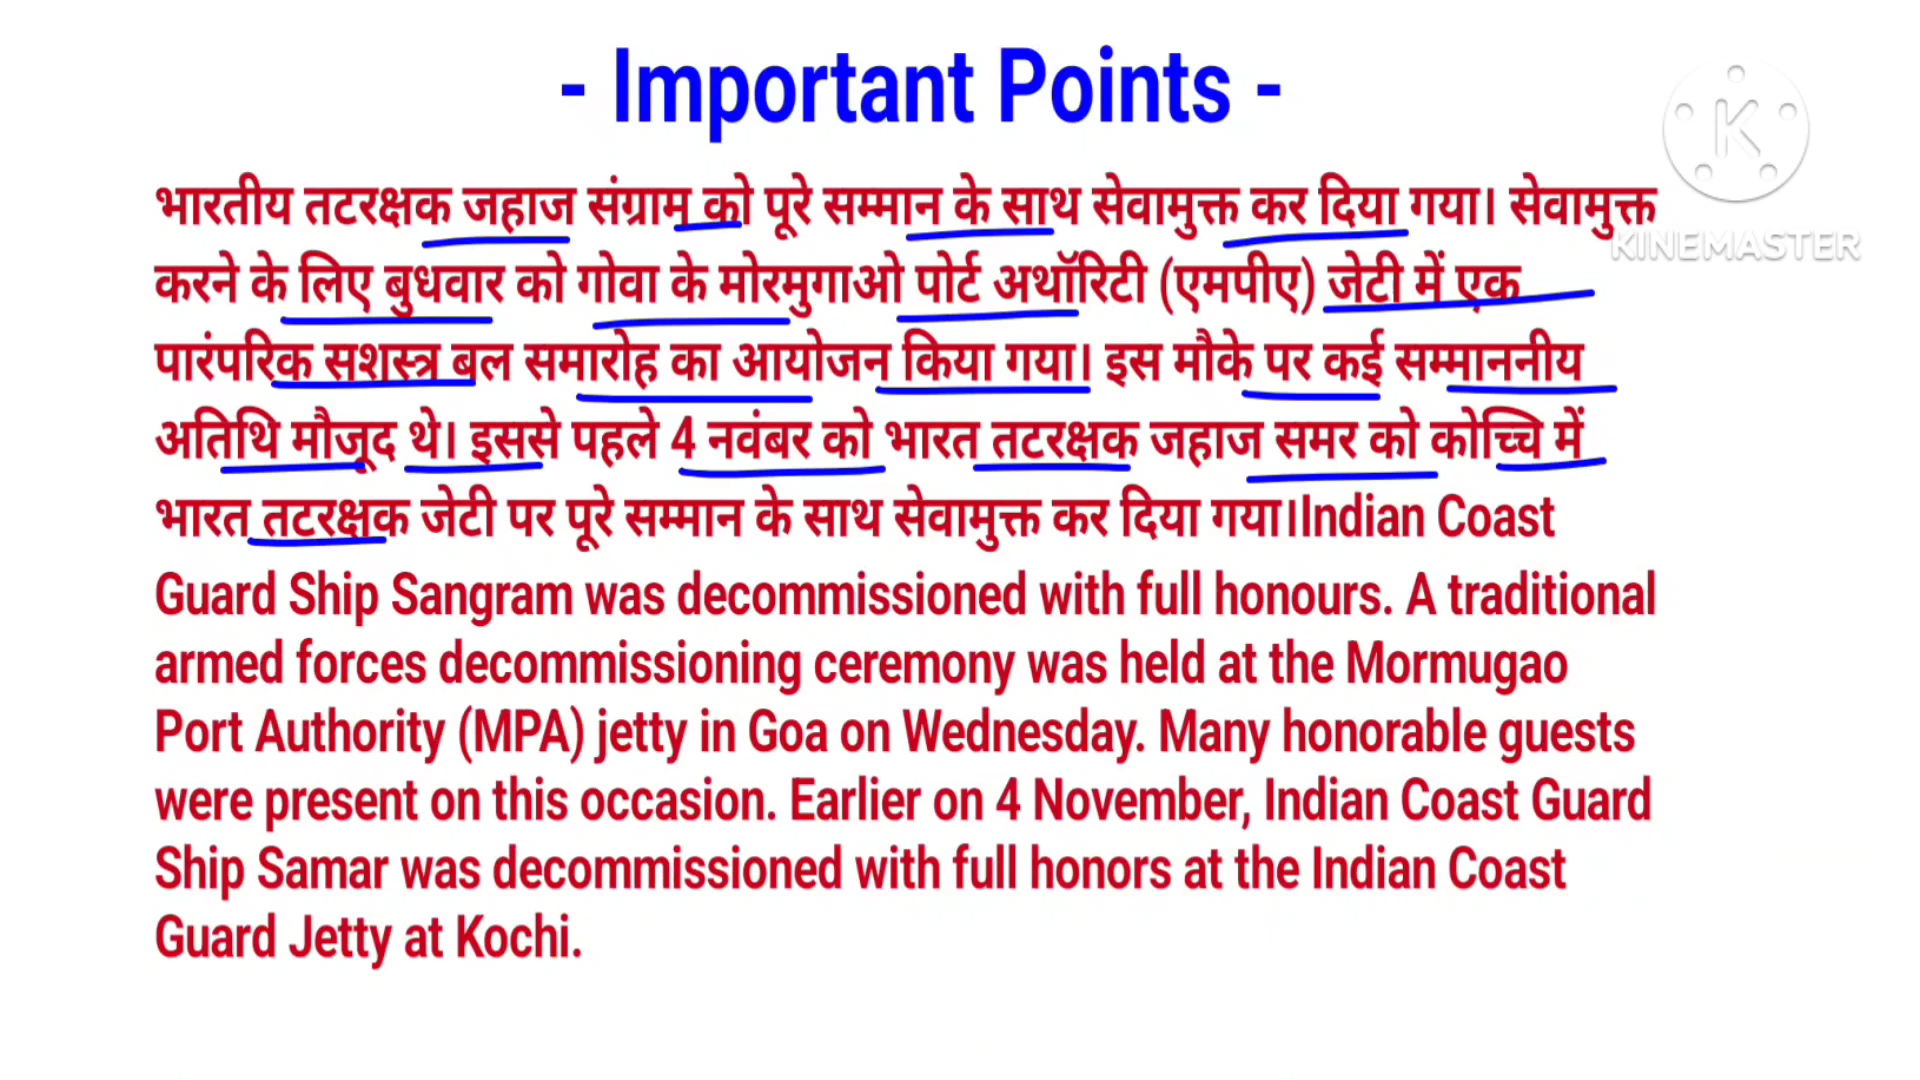 - Important Points -
भारतीय तटरक्षक जहाज संग्राम को पूरे सम्मान के साथ सेवामुक्त कर दिया गया। सेवामुक्त
करने के लिए बुधवार को गोवा के मोरमुगाओ पोर्ट अथॉरिटी (एमपीए) जेटी में एक
पारंपरिक सशस्त्र बल समारोह का आयोजन किया गया। इस मौके पर कई सम्माननीय
अतिथि मौजूद थे। इससे पहले 4 नवंबर को भारत तटरक्षक जहाज समर को कोच्चि में
भारत तटरक्षक जेटी पर पूरे सम्मान के साथ सेवामुक्त कर दिया गया।Indian Coast
Guard Ship Sangram was decommissioned with full honours. A traditional
armed forces decommissioning ceremony was held at the Mormugao
Port Authority (MPA) jetty in Goa on Wednesday. Many honorable guests
were present on this occasion. Earlier on 4 November, Indian Coast Guard
Ship Samar was decommissioned with full honors at the Indian Coast
Guard Jetty at Kochi.
K
KINEMASTER